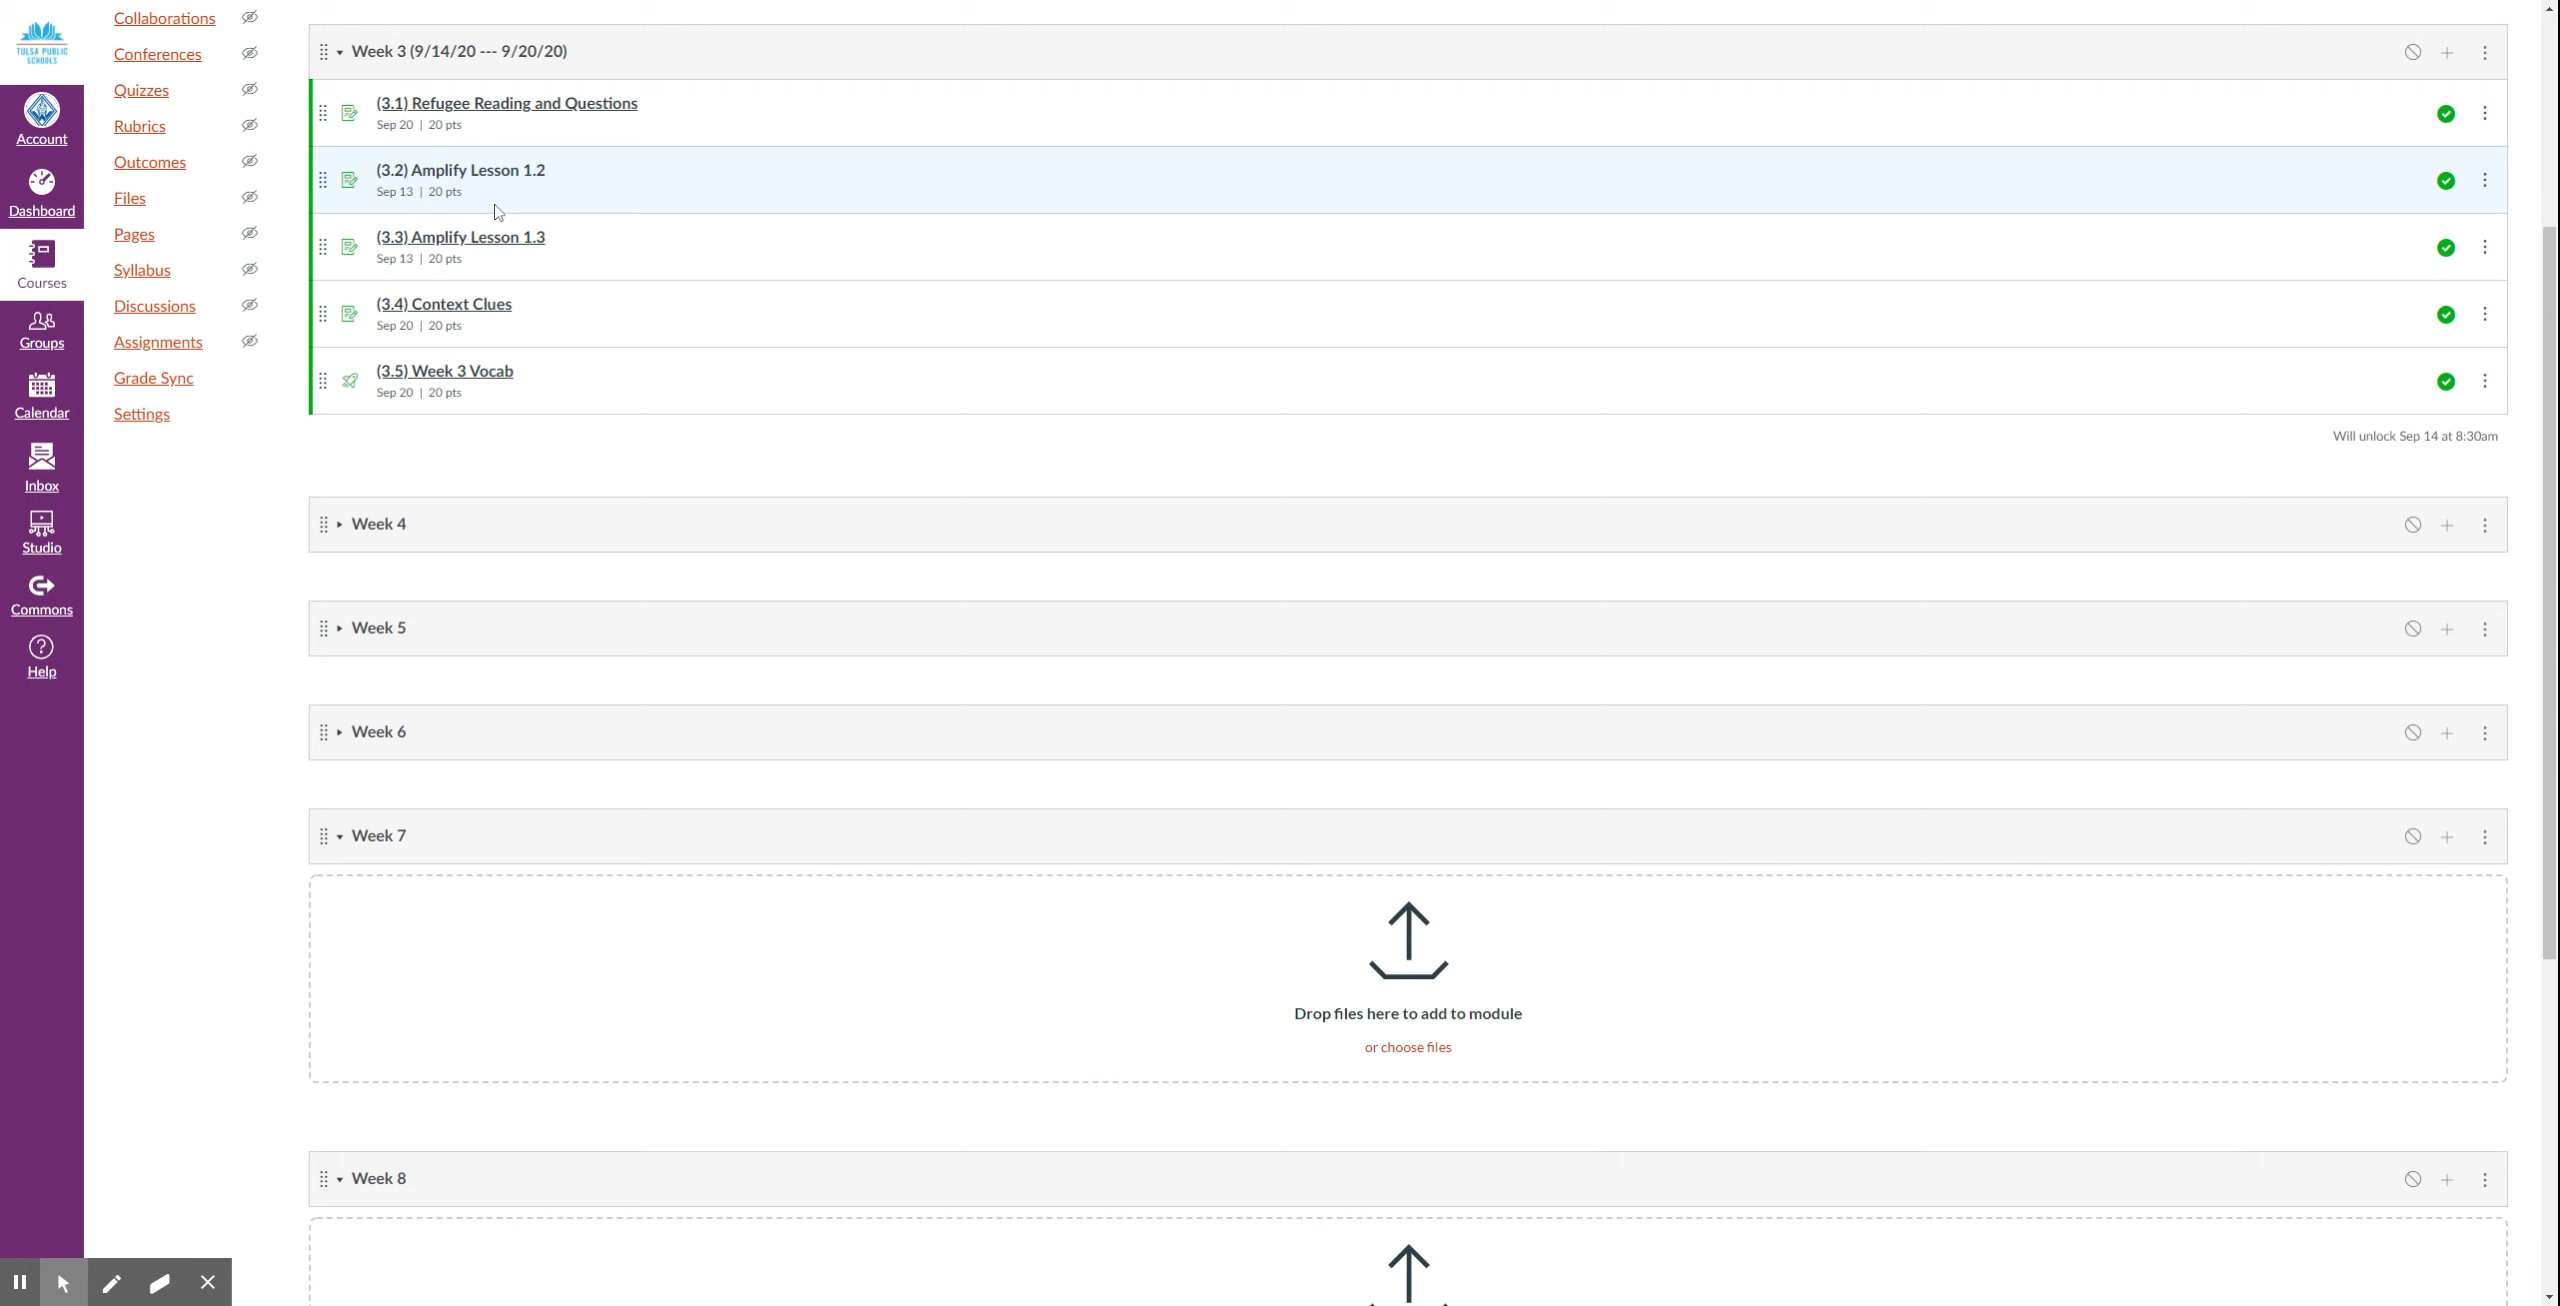 TULSA PUBLIC
SCHOOLS
Account
Dashboard
Courses
Groups
Calendar
Inbox
Studio
Commons
Help
Collaborations
Conferences
Quizzes
Rubrics
Outcomes
Files
Pages
Syllabus
Discussions
Assignments
Grade Sync
Settings
Week 3 (9/14/20 --- 9/20/20)
(3.1) Refugee Reading and Questions
Sep 20 | 20 pts
(3.2) Amplify Lesson 1.2
Sep 13 | 20 pts
(3.3) Amplify Lesson 1.3
Sep 13 | 20 pts
(3.4) Context Clues
Sep 20 | 20 pts
(3.5) Week 3 Vocab
Sep 20 | 20 pts
Will unlock Sep 14 at 8:30am
Week 4
Week 5
Week 6
Week 7
Drop files here to add to module
or choose files
Week 8